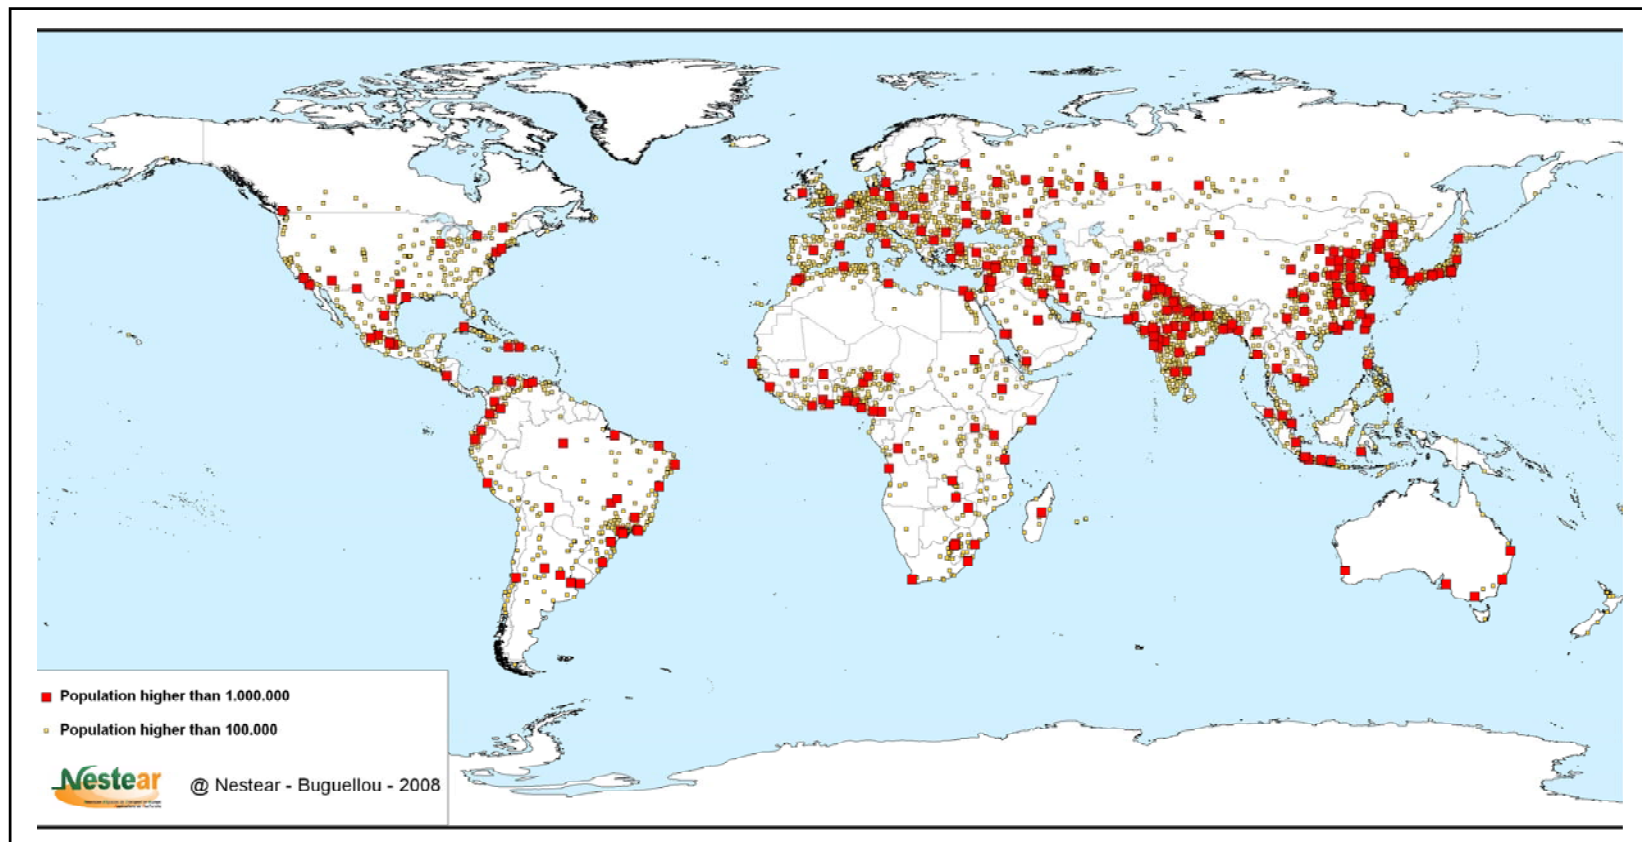 Population higher than 1.000.000
Population higher than 100.000
Nestear
@ Nestear - Buguellou - 2008